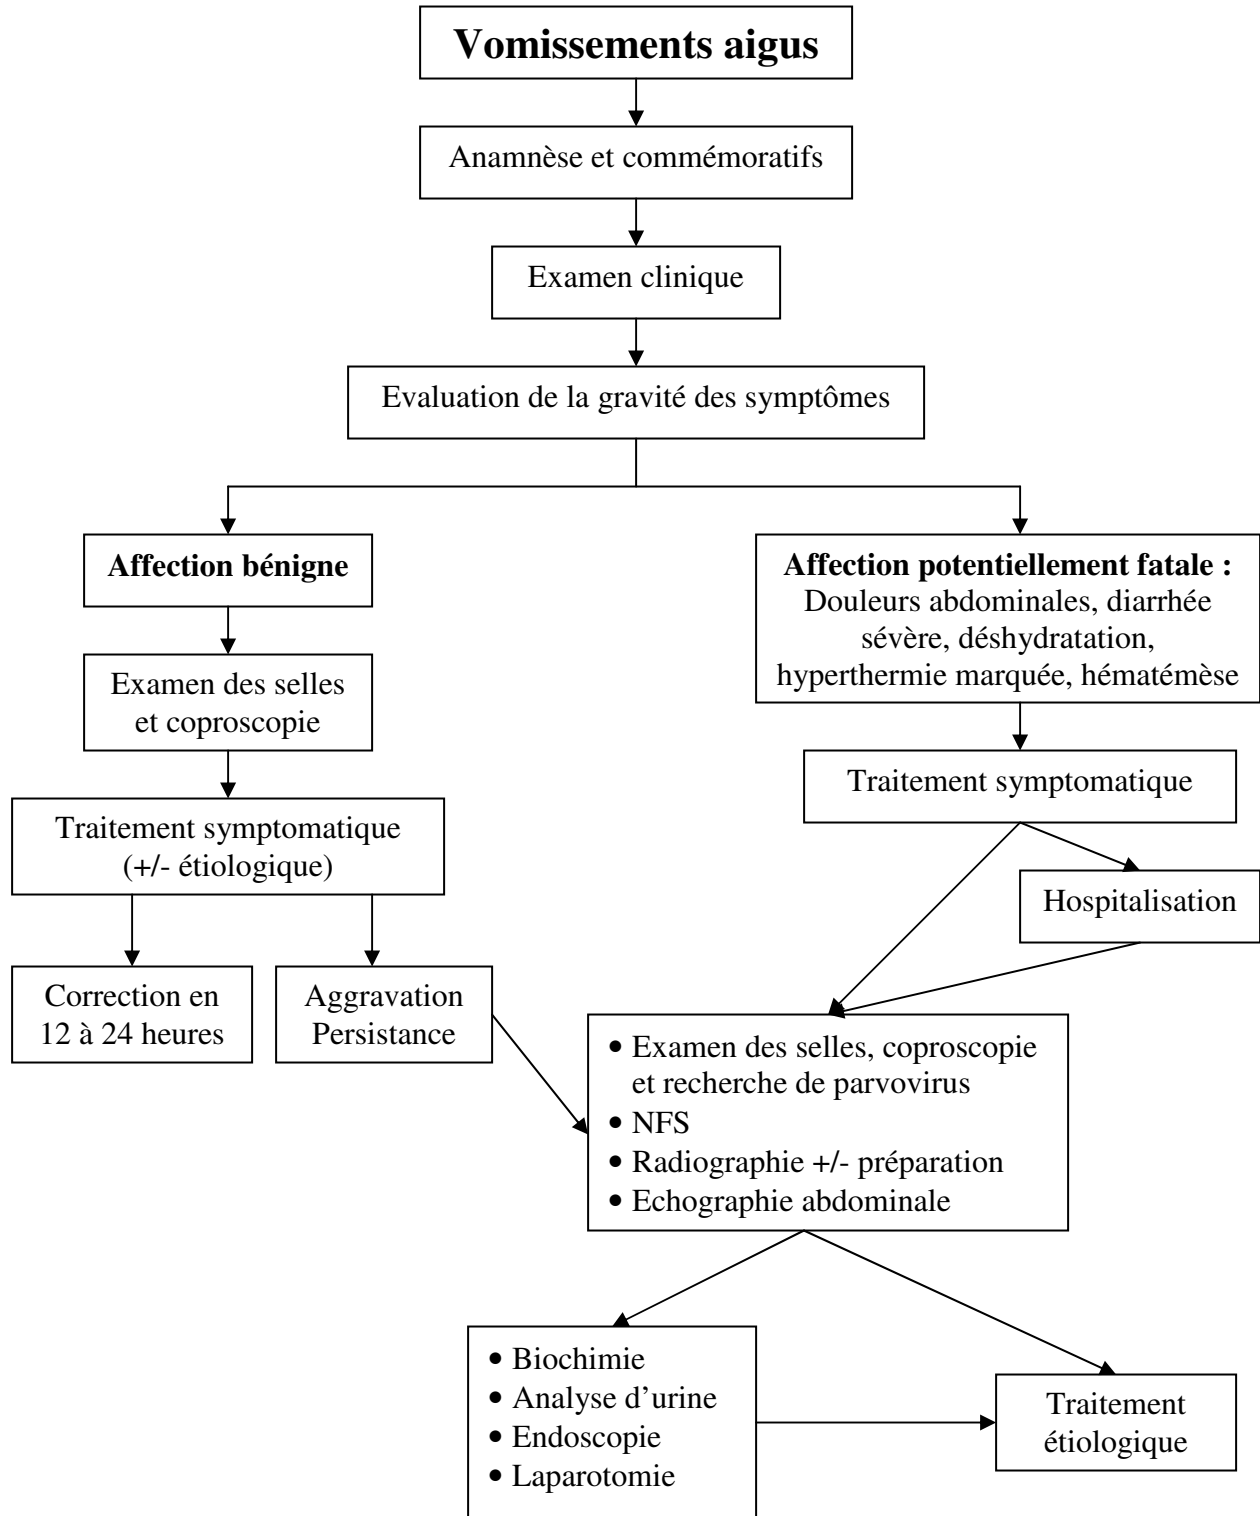 Vomissements aigus
Anamnèse et commémoratifs
Examen clinique
Evaluation de la gravité des symptômes
Affection bénigne
Affection potentiellement fatale :
Douleurs abdominales, diarrhée
sévère, déshydratation,
hyperthermie marquée, hématémèse
Examen des selles
et coproscopie
Traitement symptomatique
Traitement symptomatique
(+/- étiologique)
Hospitalisation
Correction en
12 à 24 heures
Aggravation
Persistance
• Examen des selles, coproscopie
et recherche de parvovirus
• NFS
• Radiographie +/- préparation
• Echographie abdominale
• Biochimie
• Analyse d’urine
• Endoscopie
• Laparotomie
Traitement
étiologique